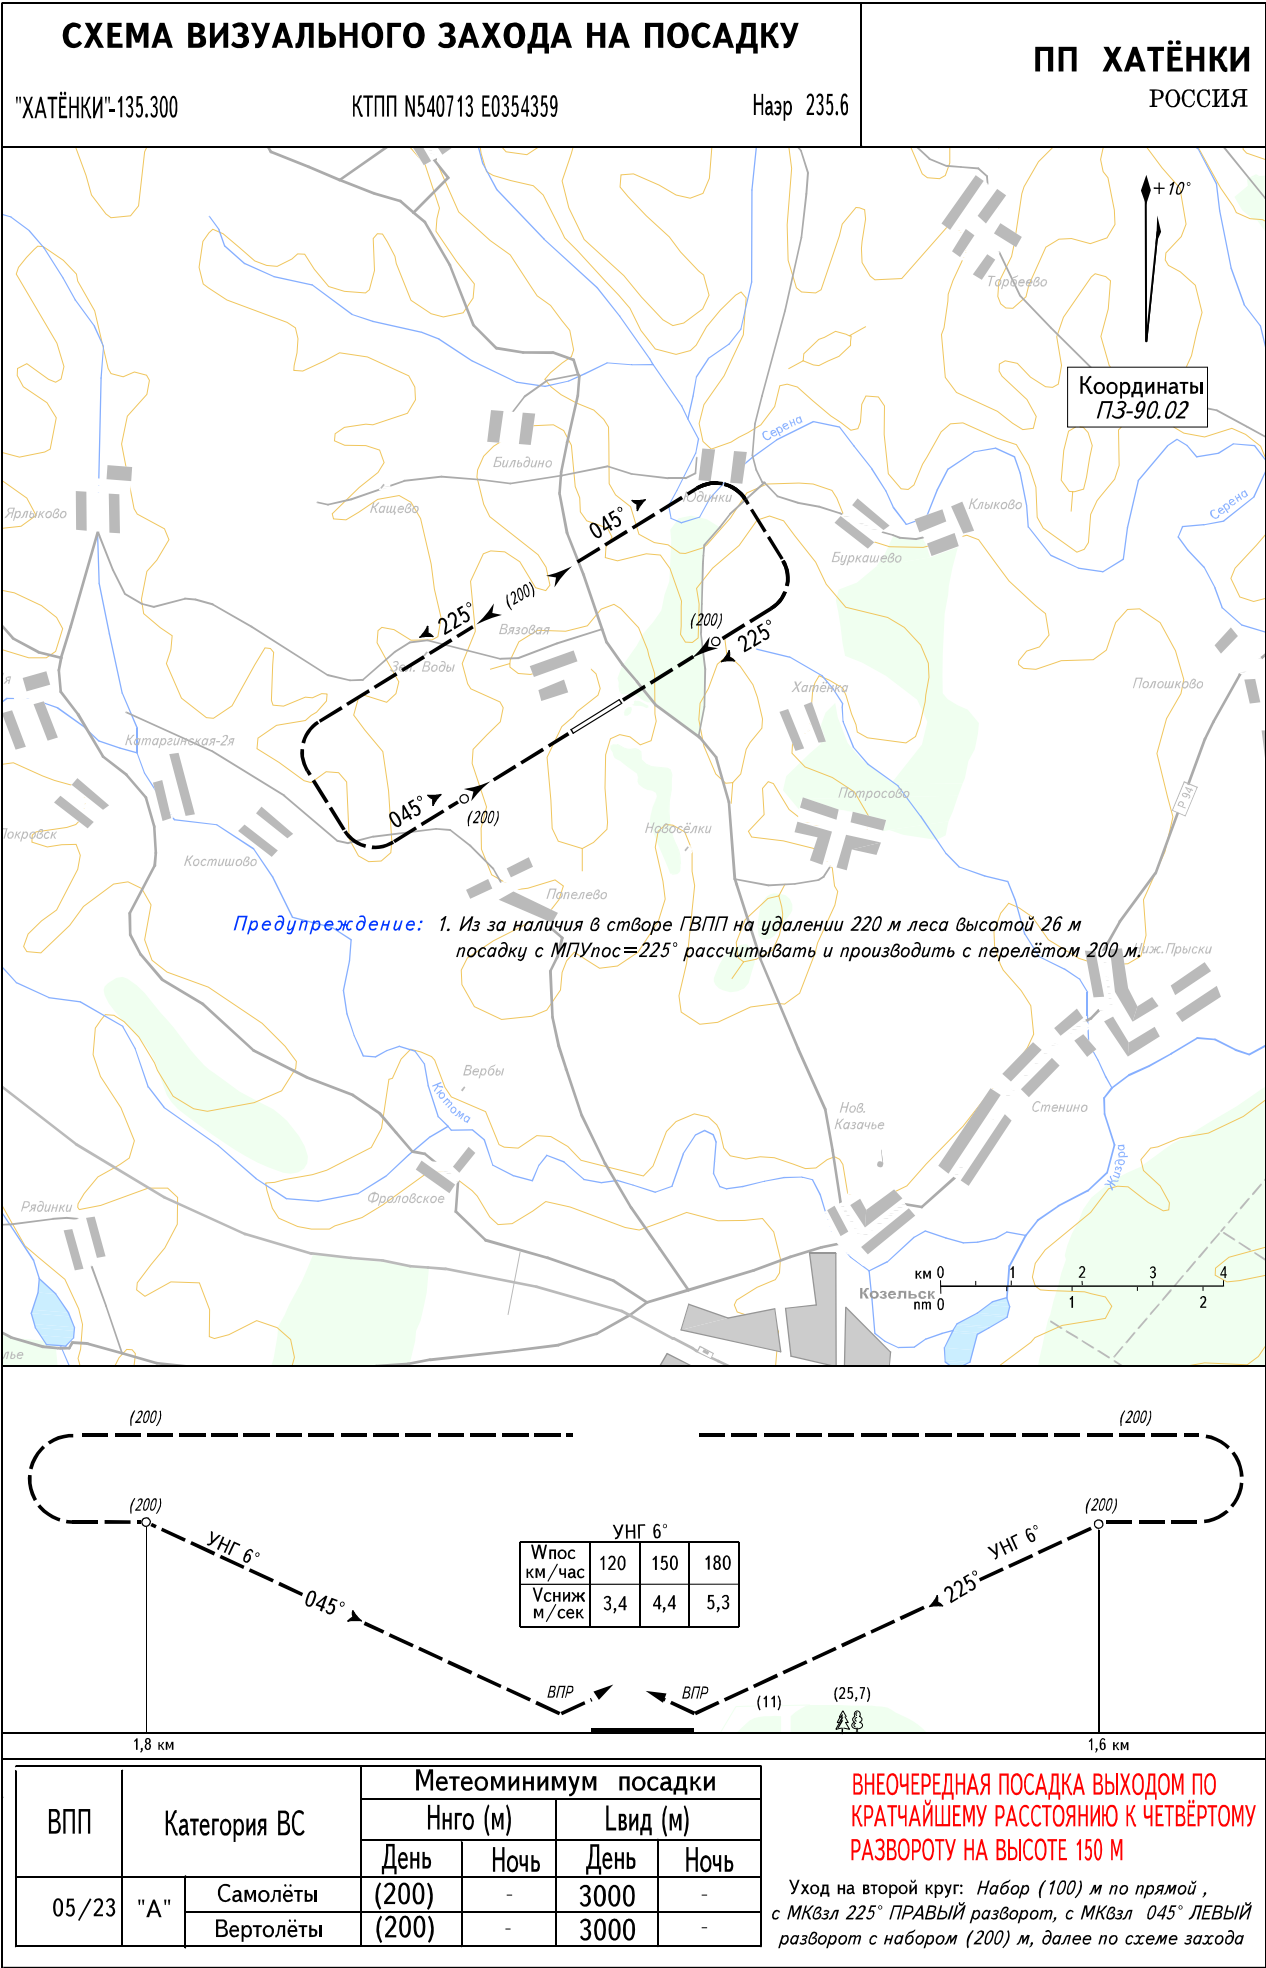 СХЕМА ВИЗУАЛЬНОГО ЗАХОДА НА ПОСАДКУ
ПП ХАТЁНКИ
РОССИЯ
"ХАТЁНКИ"-135.300 КТПП N540713 E0354359 Наэр 235.6
+10°
Торбеево
Координаты
ПЗ-90.02
Серена
Бильдино
Юдинки
Кащево
Ярлыково
Клыково
Серена
045°
Буркашево
(200)
225°
Вязовая
(200)
225°
Зел. Воды
Хатёнка
Полошково
я
Катаргинская-2я
Р 94
Потросово
045°
(200)
Новосёлки
Покровск
Костишово
Попелево
Предупреждение: 1. Из за наличия в створе ГВПП на удалении 220 м леса высотой 26 м
посадку с МПУпос=225° рассчитывать и производить с перелётом 200 м.
Ниж.Прыски
Вербы
Кютома
Нов.
Казачье
Стенино
Жиздра
Фроловское
Рядинки
км 0 1 2 3 4
Козельск
nm 0 1 2
лье
(200) (200)
(200) (200)
УНГ 6° УНГ 6° УНГ 6°
Wпос
км/час 120 150 180
Vсниж
м/сек 3,4 4,4 5,3
045° 225°
ВПР ВПР (11) (25,7)
1,8 км 1,6 км
ВПП Категория ВС Метеоминимум посадки
Ннго (м) Lвид (м)
День Ночь День Ночь
05/23 "А" Самолёты (200) - 3000 -
Вертолёты (200) - 3000 -
ВНЕОЧЕРЕДНАЯ ПОСАДКА ВЫХОДОМ ПО
КРАТЧАЙШЕМУ РАССТОЯНИЮ К ЧЕТВЁРТОМУ
РАЗВОРОТУ НА ВЫСОТЕ 150 М
Уход на второй круг: Набор (100) м по прямой ,
с МКвзл 225° ПРАВЫЙ разворот, с МКвзл 045° ЛЕВЫЙ
разворот с набором (200) м, далее по схеме захода